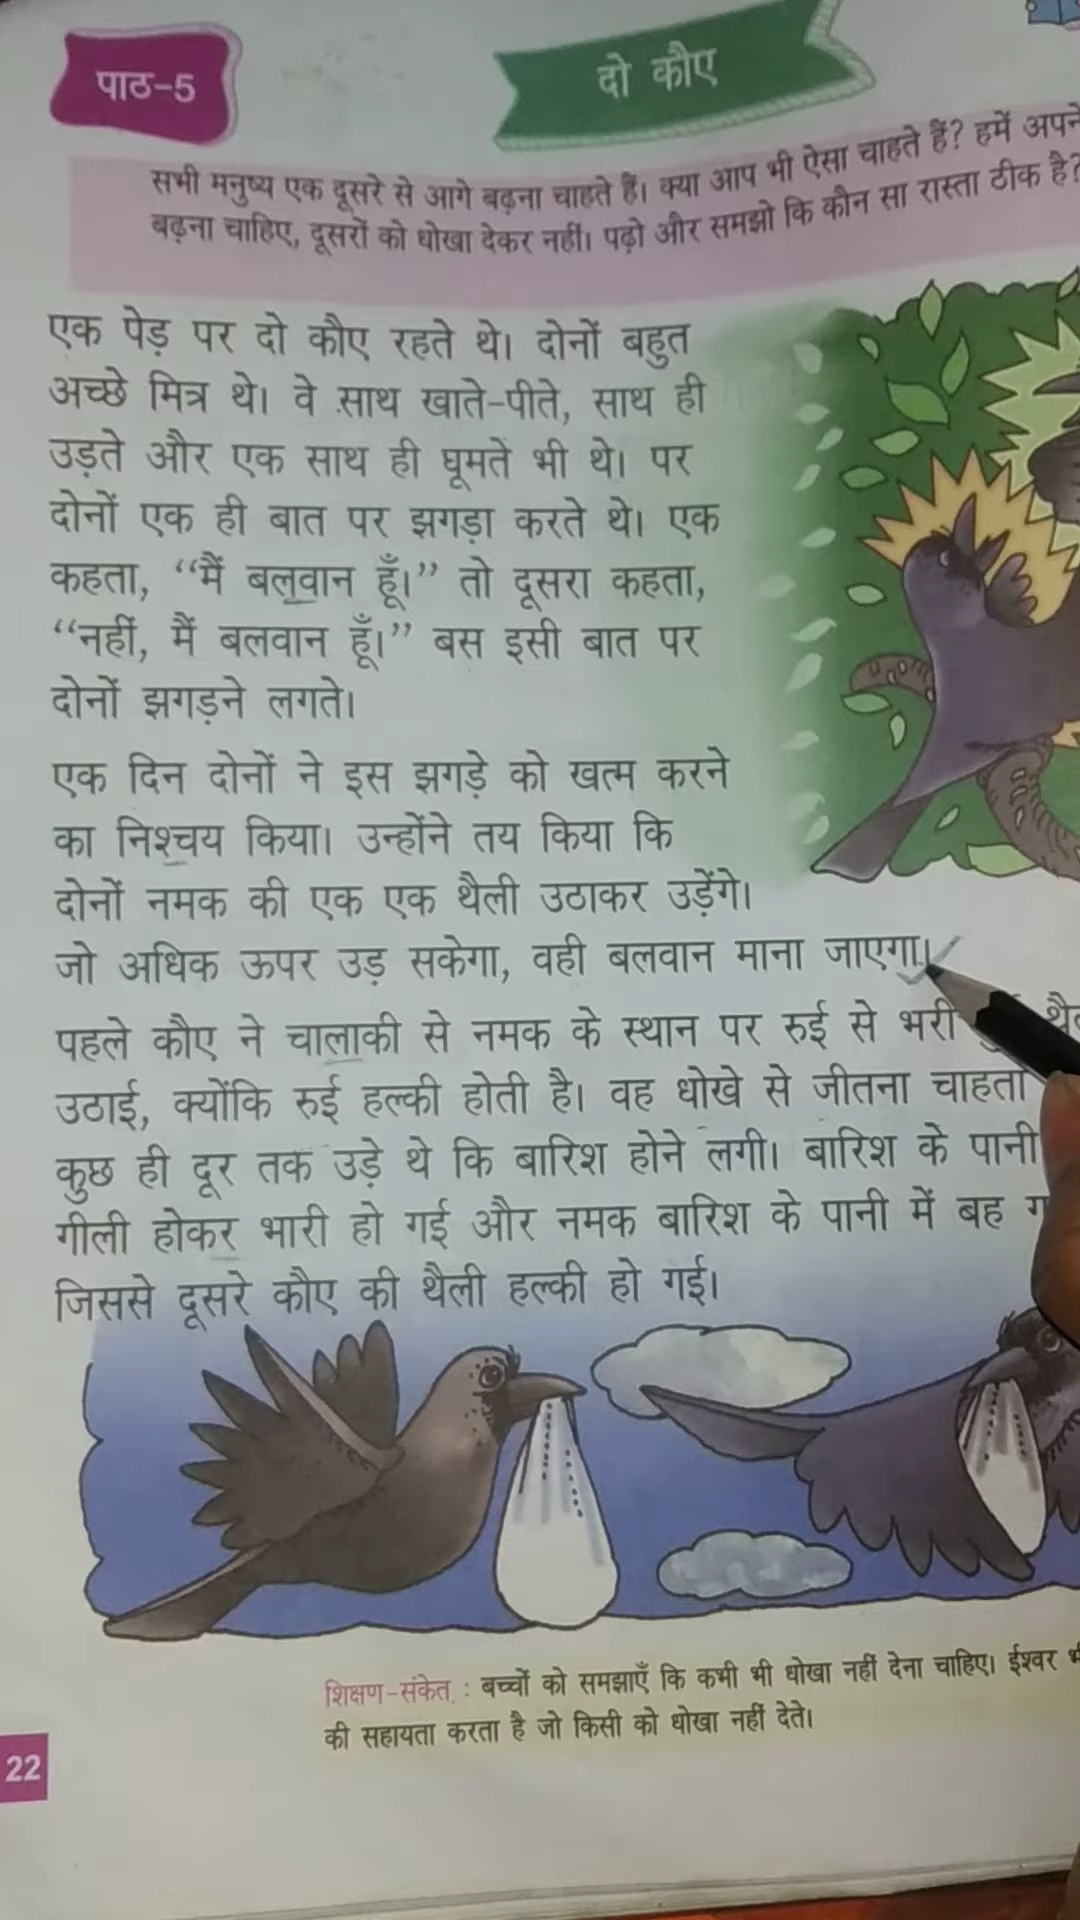 पाठ-5
दो कौए
सभी मनुष्य एक दूसरे से आगे बढ़ना चाहते हैं। क्या आप भी ऐसा चाहते हैं? हमें अपने
बढ़ना चाहिए, दूसरों को धोखा देकर नहीं। पढ़ो और समझो कि कौन सा रास्ता ठीक है?
एक पेड़ पर दो कौए रहते थे। दोनों बहुत
अच्छे मित्र थे। वे साथ खाते-पीते, साथ ही
उड़ते और एक साथ ही घूमते भी थे। पर
दोनों एक ही बात पर झगड़ा करते थे। एक
कहता, “मैं बलवान हूँ।” तो दूसरा कहता,
“नहीं, मैं बलवान हूँ।” बस इसी बात पर
दोनों झगड़ने लगते।
एक दिन दोनों ने इस झगड़े को खत्म करने
का निश्चय किया। उन्होंने तय किया कि
दोनों नमक की एक एक थैली उठाकर उड़ेंगे।
जो अधिक ऊपर उड़ सकेगा, वही बलवान माना जाएगा।
पहले कौए ने चालाकी से नमक के स्थान पर रुई से भरी
उठाई, क्योंकि रुई हल्की होती है। वह धोखे से जीतना चाहता
कुछ ही दूर तक उड़े थे कि बारिश होने लगी। बारिश के पानी
गीली होकर भारी हो गई और नमक बारिश के पानी में बह
जिससे दूसरे कौए की थैली हल्की हो गई।
शिक्षण-संकेत : बच्चों को समझाएँ कि कभी भी धोखा नहीं देना चाहिए। ईश्वर
की सहायता करता है जो किसी को धोखा नहीं देते।
22